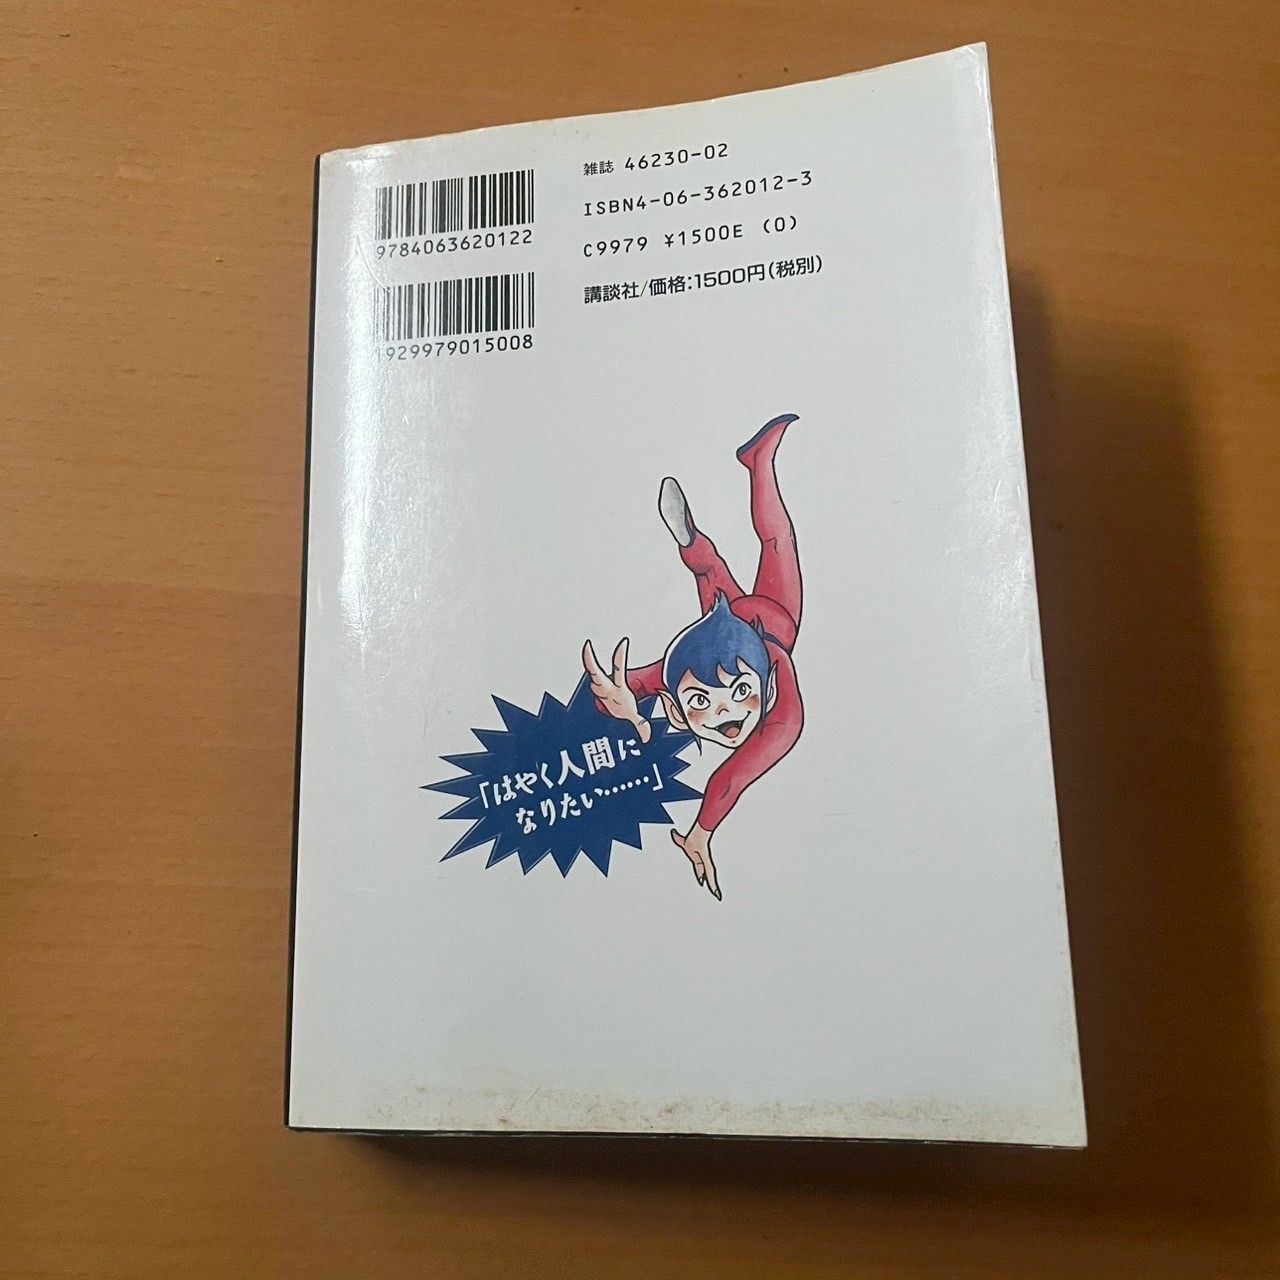 雑誌 46230-02
ISBN4-06-362012-3
C9979 ¥1500E (0)
講談社/価格:1500円(税別)
9784063620122
1929979015008
「はやく人間に
なりたい……」